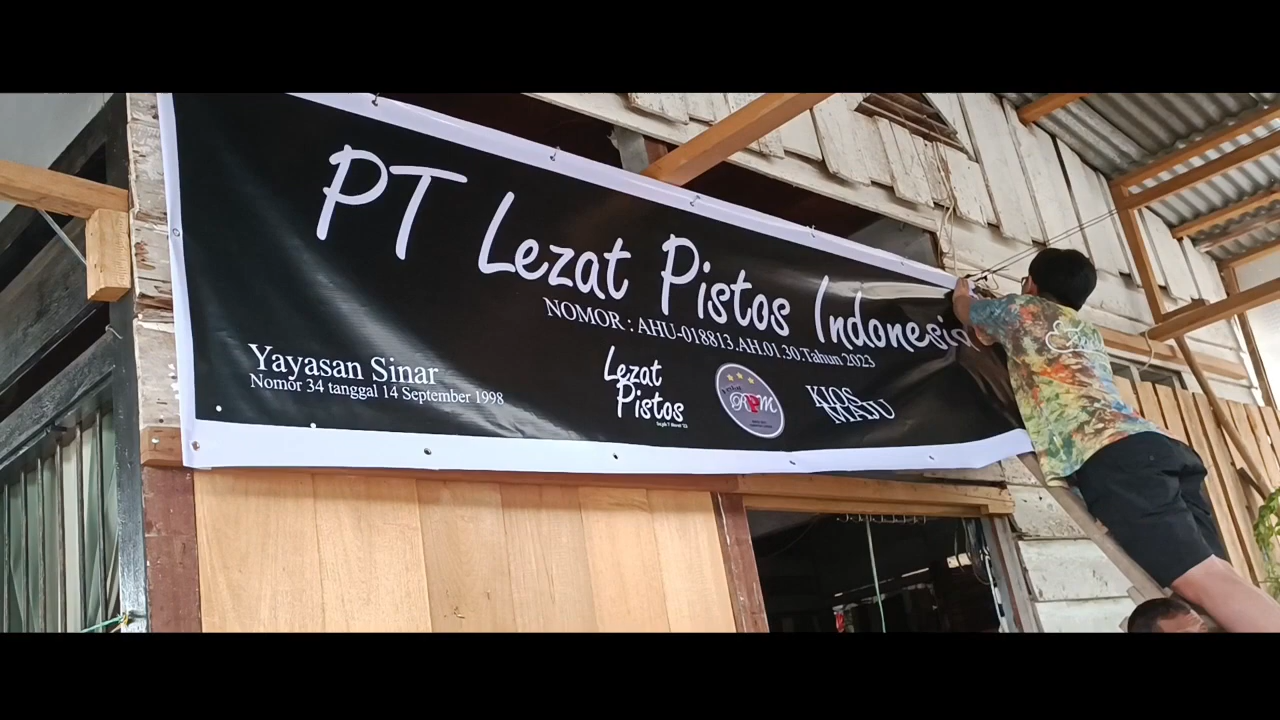 PT Lezat Pistos Indonesia
NOMOR : AHU-018813.AH.01.30.Tahun 2023
Yayasan Sinar
Nomor 34 tanggal 14 September 1998
Lezat
Pistos
RPM
KIOS
MAJU